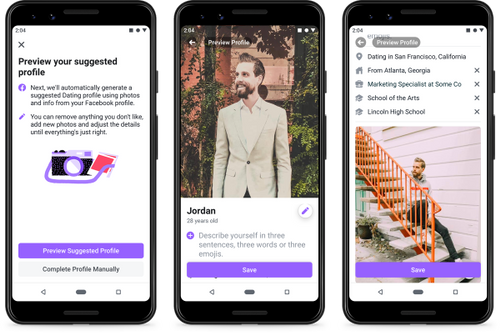 2:04
Preview your suggested
profile
Next, we'll automatically generate a
suggested Dating profile using photos
and info from your Facebook profile.
You can remove anything you don't like,
add new photos and adjust the details
until everything's just right.
Preview Suggested Profile
Complete Profile Manually
2:04
Preview Profile
Jordan
28 years old
Describe yourself in three
sentences, three words or three
emojis.
Save
2:04
Preview Profile
Dating in San Francisco, California
From Atlanta, Georgia
Marketing Specialist at Some Co
School of the Arts
Lincoln High School
Save